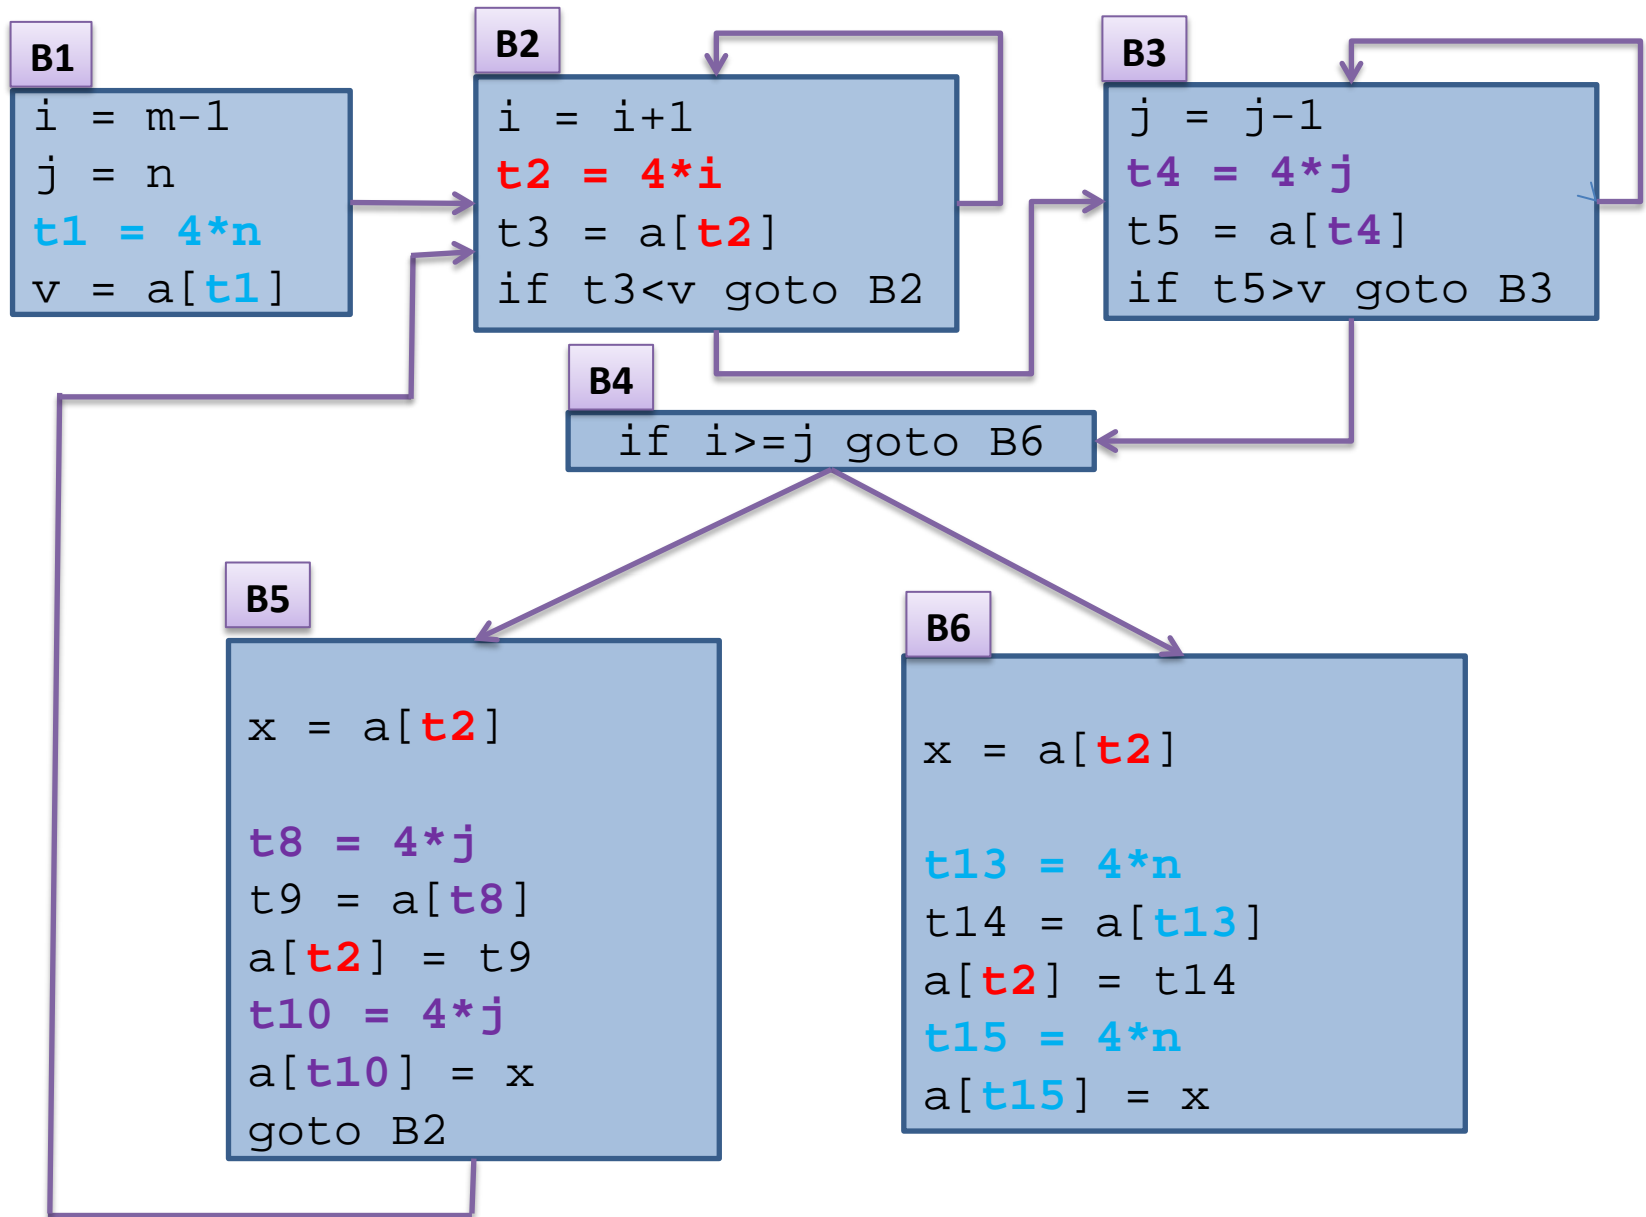 B1
i = m-1
j = n
t1 = 4*n
v = a[t1]
B2
i = i+1
t2 = 4*i
t3 = a[t2]
if t3<v goto B2
B3
j = j-1
t4 = 4*j
t5 = a[t4]
if t5>v goto B3
B4
if i>=j goto B6
B5
x = a[t2]
t8 = 4*j
t9 = a[t8]
a[t2] = t9
t10 = 4*j
a[t10] = x
goto B2
B6
x = a[t2]
t13 = 4*n
t14 = a[t13]
a[t2] = t14
t15 = 4*n
a[t15] = x